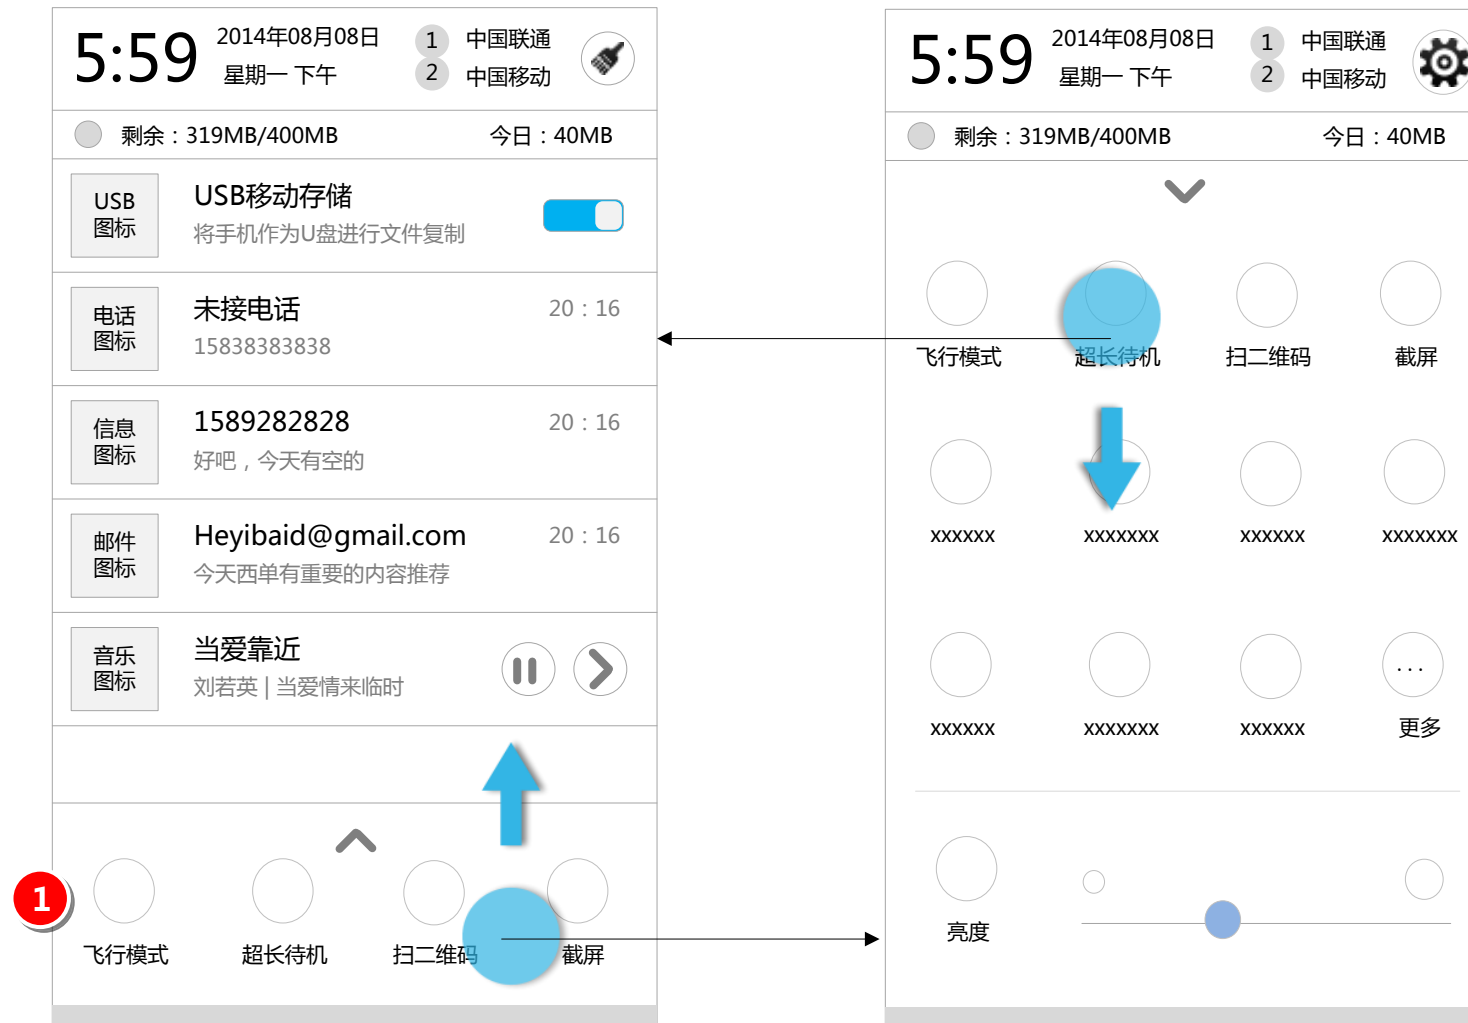 5:59
2014年08月08日
星期一 下午
1 中国联通
2 中国移动
剩余：319MB/400MB 今日：40MB
USB
图标
USB移动存储
将手机作为U盘进行文件复制
电话
图标
未接电话
15838383838
20：16
信息
图标
1589282828
好吧，今天有空的
20：16
邮件
图标
Heyibaid@gmail.com
今天西单有重要的内容推荐
20：16
音乐
图标
当爱靠近
刘若英 | 当爱情来临时
1
飞行模式 超长待机 扫二维码 截屏
5:59
2014年08月08日
星期一 下午
1 中国联通
2 中国移动
剩余：319MB/400MB 今日：40MB
飞行模式 超长待机 扫二维码 截屏
xxxxxx xxxxxxx xxxxxx xxxxxxx
...
xxxxxx xxxxxxx xxxxxx 更多
亮度